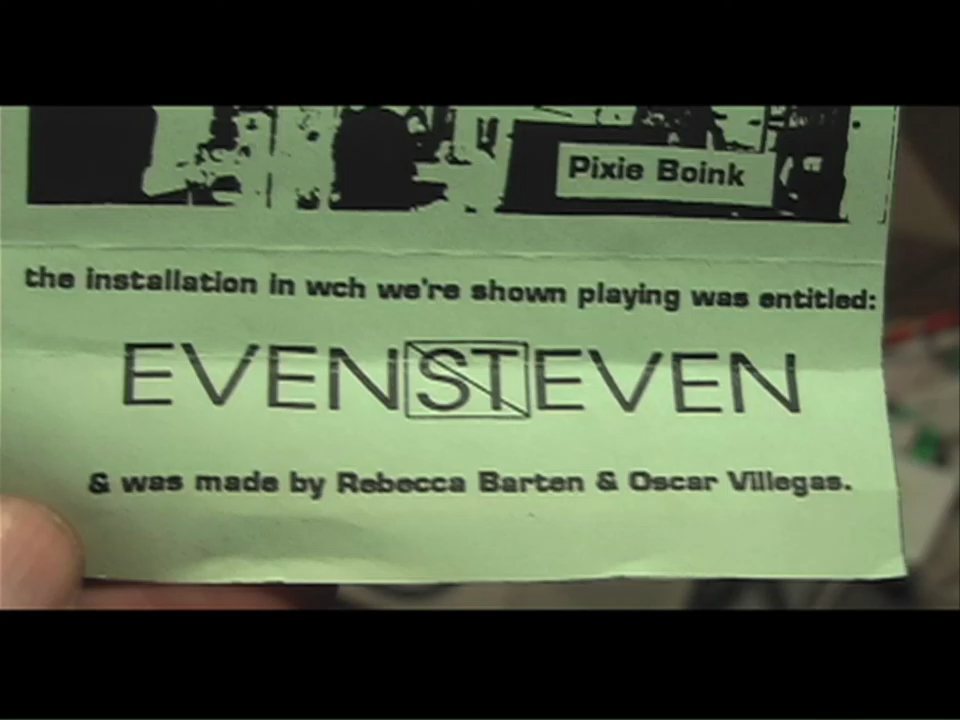 Pixie Boink
the installation in wch we're shown playing was entitled:
EVENSTEVEN
& was made by Rebecca Barten & Oscar Villegas.